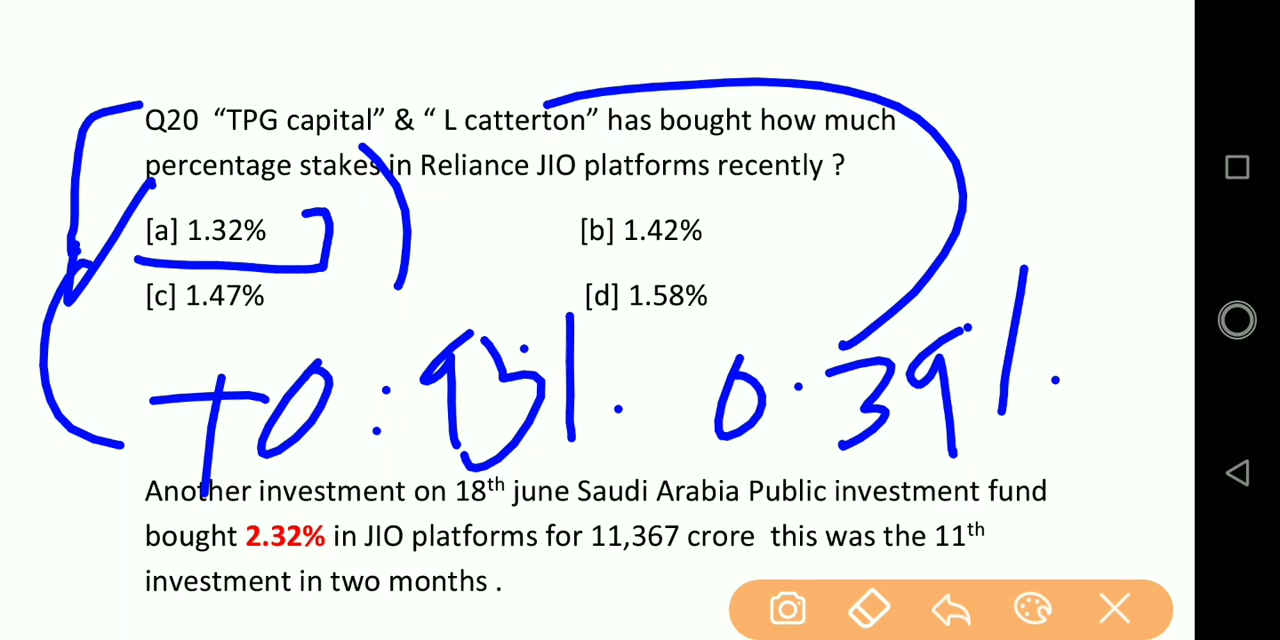 Q20 “TPG capital” & “ L catterton” has bought how much
percentage stakes in Reliance JIO platforms recently ?
[a] 1.32% [b] 1.42%
[c] 1.47% [d] 1.58%
0.93%. 0.39%.
Another investment on 18th june Saudi Arabia Public investment fund
bought 2.32% in JIO platforms for 11,367 crore this was the 11th
investment in two months .